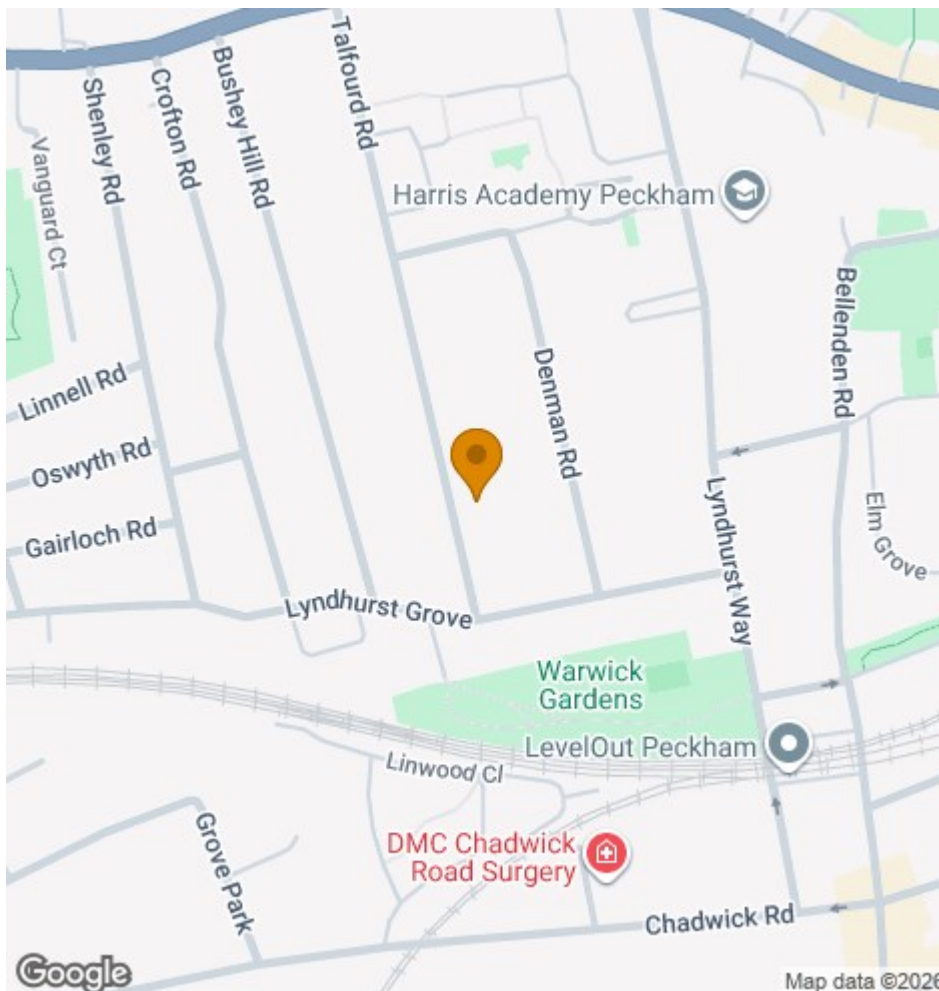 Talfourd Rd
Bushey Hill Rd
Crofton Rd
Shenley Rd
Vanguard Ct
Harris Academy Peckham
Bellenden Rd
Denman Rd
Linnell Rd
Oswyth Rd
Gairloch Rd
Lyndhurst Way
Elm Grove
Lyndhurst Grove
Warwick
Gardens
LevelOut Peckham
Linwood Cl
Grove Park
DMC Chadwick
Road Surgery
Chadwick Rd
Google
Map data ©2026